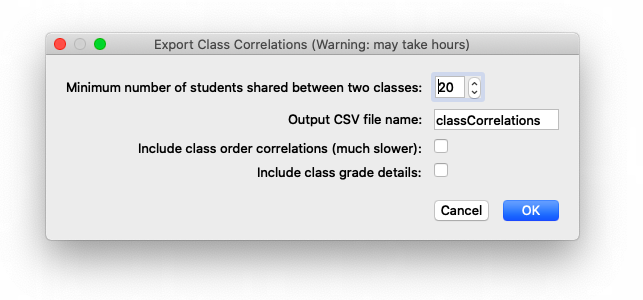 Export Class Correlations (Warning: may take hours)
Minimum number of students shared between two classes: 20
Output CSV file name: classCorrelations
Include class order correlations (much slower):
Include class grade details:
Cancel OK